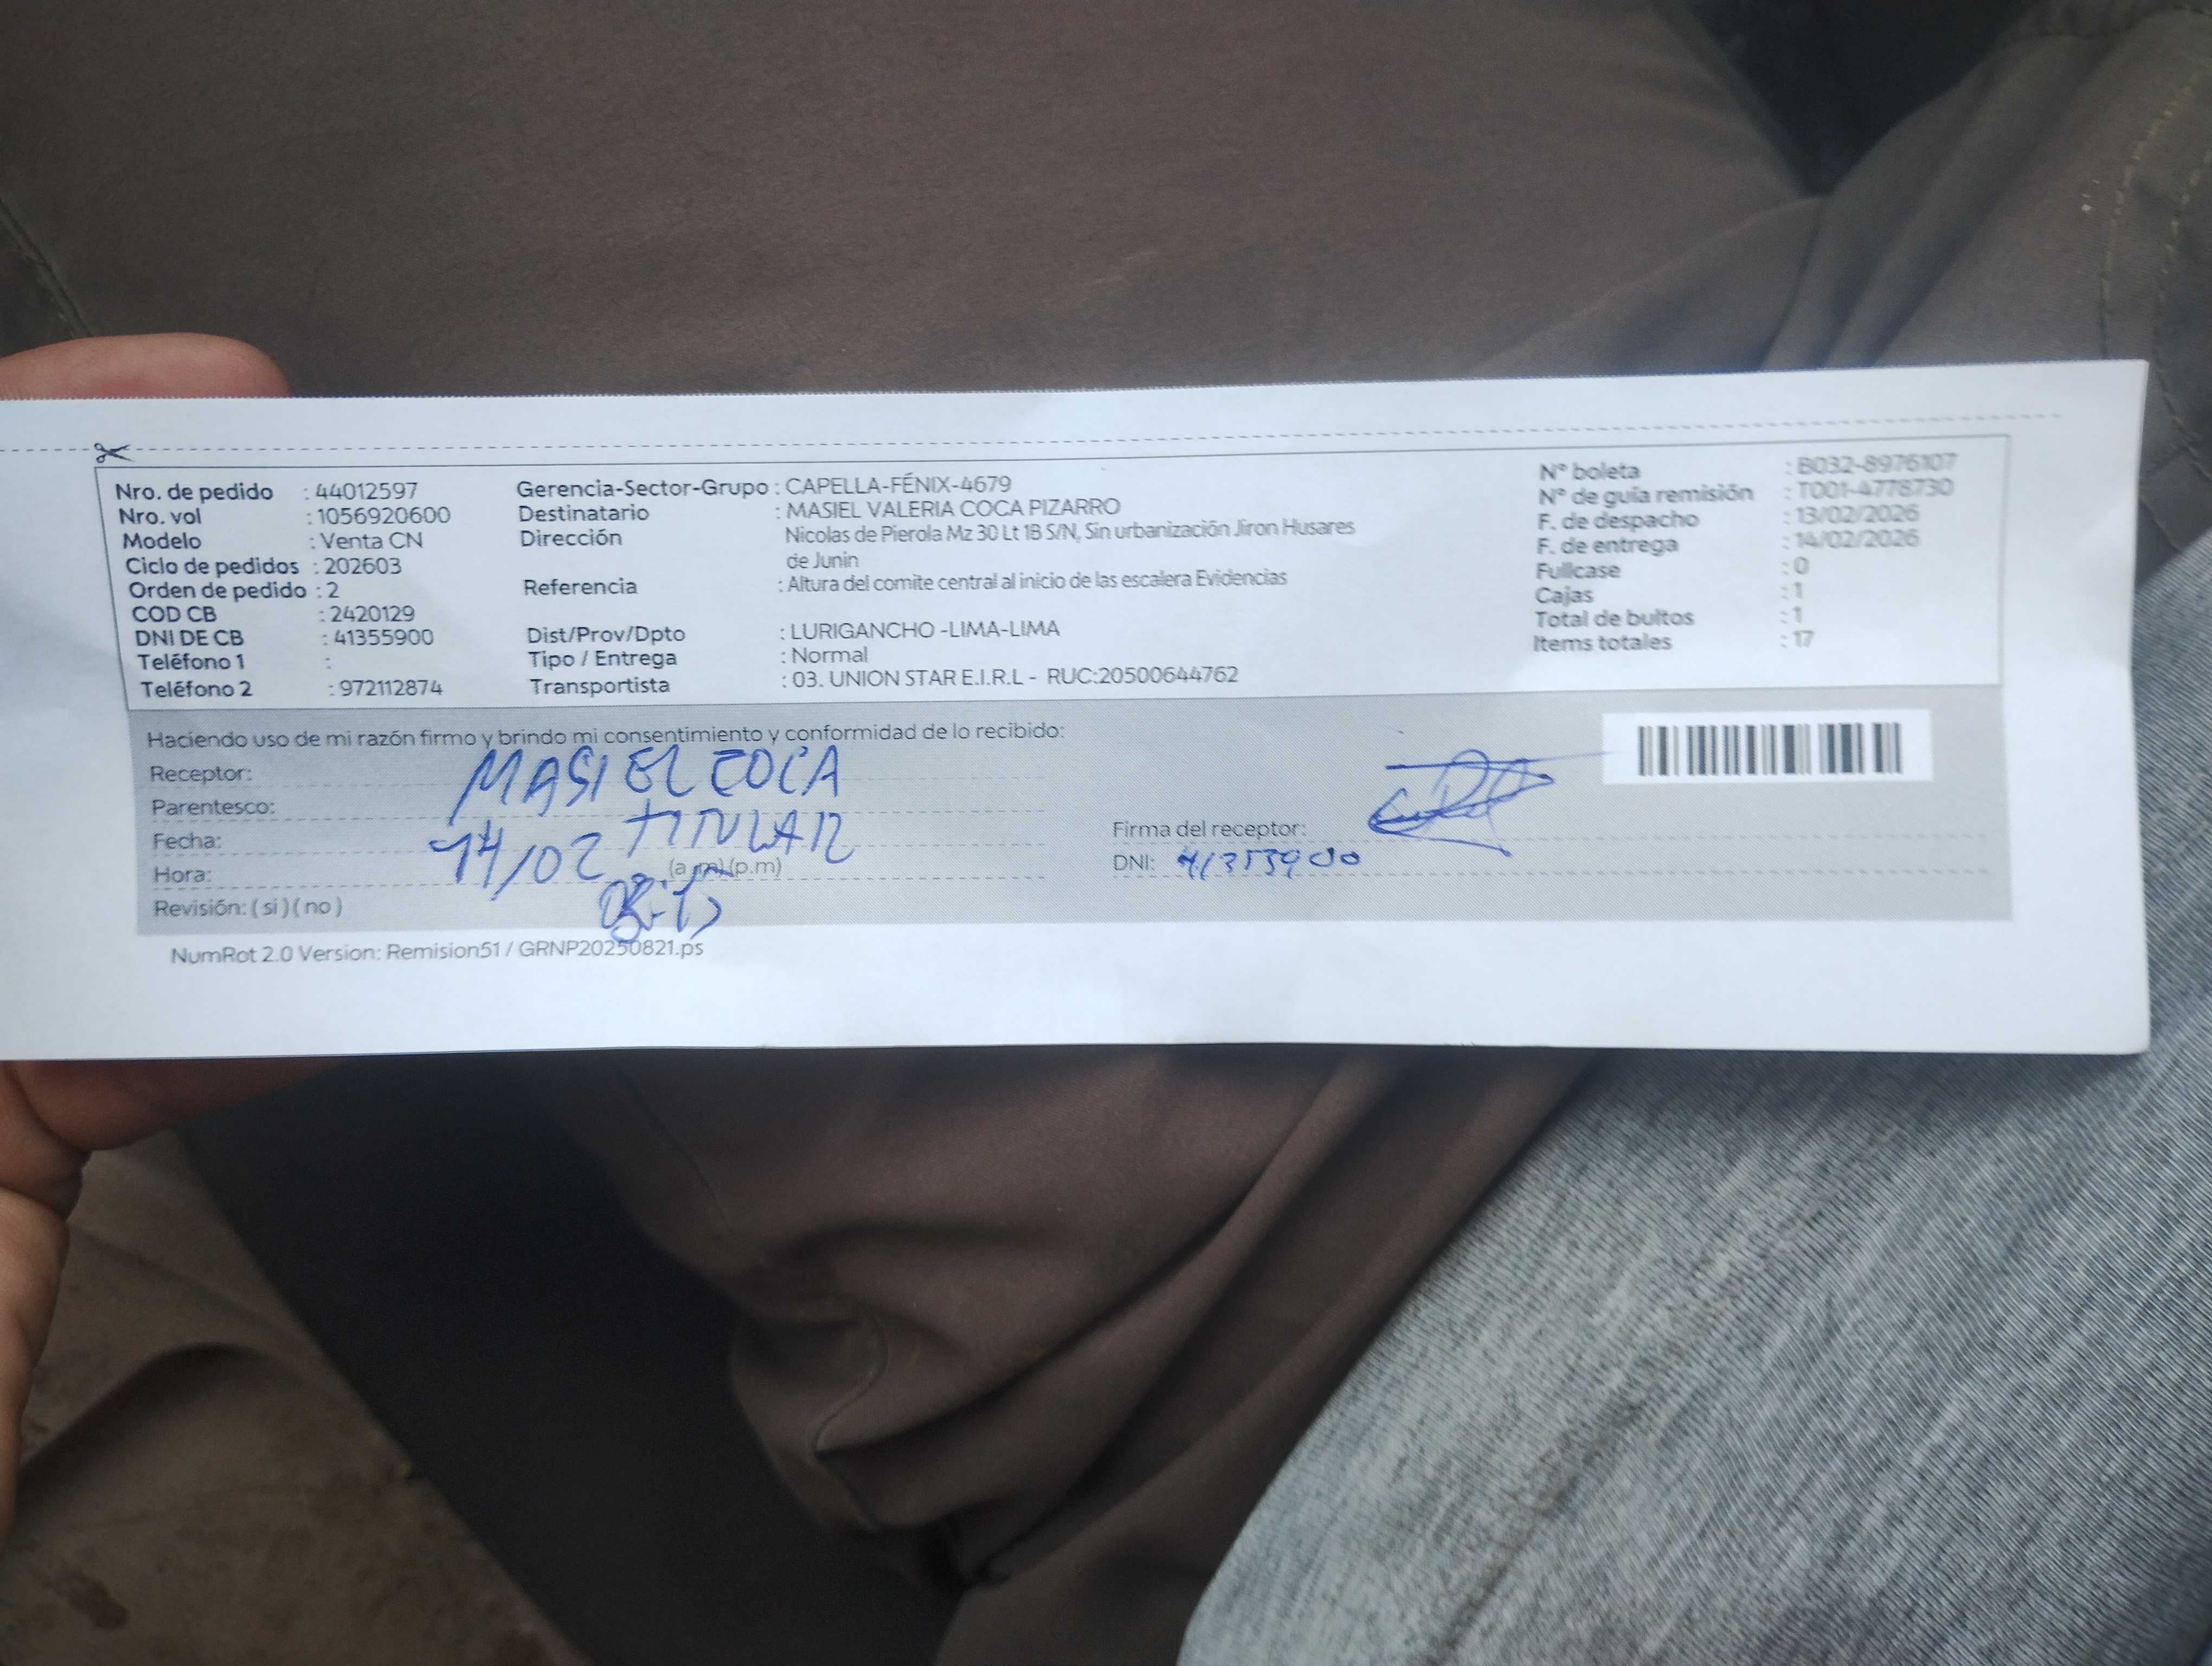 Nro. de pedido : 44012597
Nro. vol : 1056920600
Modelo : Venta CN
Ciclo de pedidos : 202603
Orden de pedido : 2
COD CB : 2420129
DNI DE CB : 41355900
Teléfono 1 :
Teléfono 2 : 972112874
Gerencia-Sector-Grupo : CAPELLA-FÉNIX-4679
Destinatario : MASIEL VALERIA COCA PIZARRO
Dirección Nicolas de Pierola Mz 30 Lt 1B S/N, Sin urbanización Jiron Husares
de Junin
Referencia : Altura del comite central al inicio de las escalera Evidencias
Dist/Prov/Dpto : LURIGANCHO -LIMA-LIMA
Tipo / Entrega : Normal
Transportista : 03. UNION STAR E.I.R.L - RUC:20500644762
N° boleta : B032-8976107
N° de guía remisión : T001-4778730
F. de despacho : 13/02/2026
F. de entrega : 14/02/2026
Fullcase : 0
Cajas : 1
Total de bultos : 1
Items totales : 17
Haciendo uso de mi razón firmo y brindo mi consentimiento y conformidad de lo recibido:
Receptor: MASIEL COCA
Parentesco: TITULAR
Fecha: 14/02
Hora: (a.m) (p.m)
Revisión: ( si ) ( no )
Firma del receptor:
DNI: 41355900
NumRot 2.0 Version: Remision51 / GRNP20250821.ps